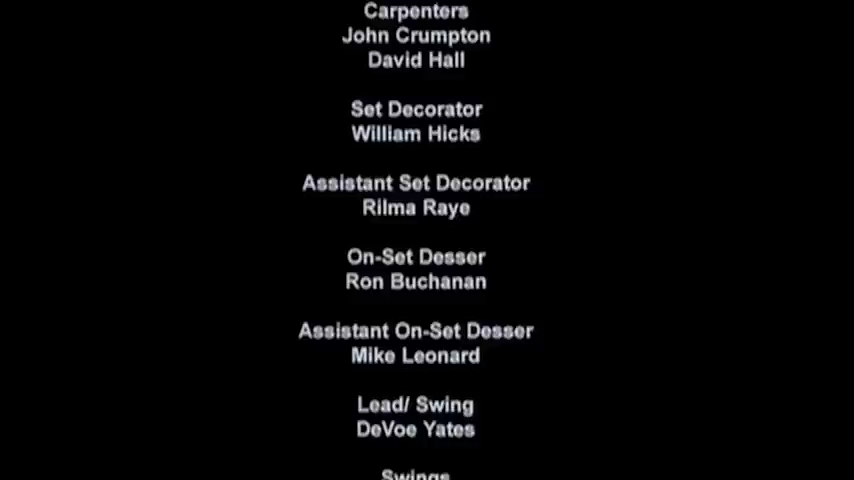 Carpenters
John Crumpton
David Hall
Set Decorator
William Hicks
Assistant Set Decorator
Rilma Raye
On-Set Desser
Ron Buchanan
Assistant On-Set Desser
Mike Leonard
Lead/ Swing
DeVoe Yates
Swings